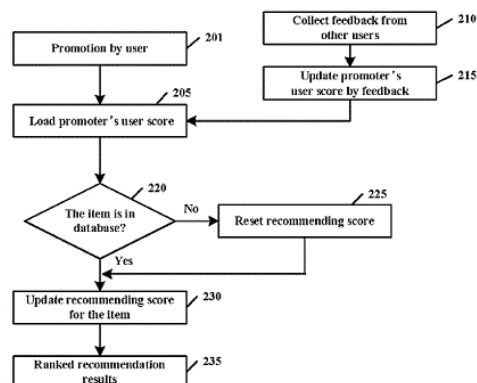 Promotion by user
201
Collect feedback from
other users
210
Update promoter's
user score by feedback
215
Load promoter's user score
205
The item is in
database?
220
No
Reset recommending score
225
Yes
Update recommending score
for the item
230
Ranked recommendation
results
235